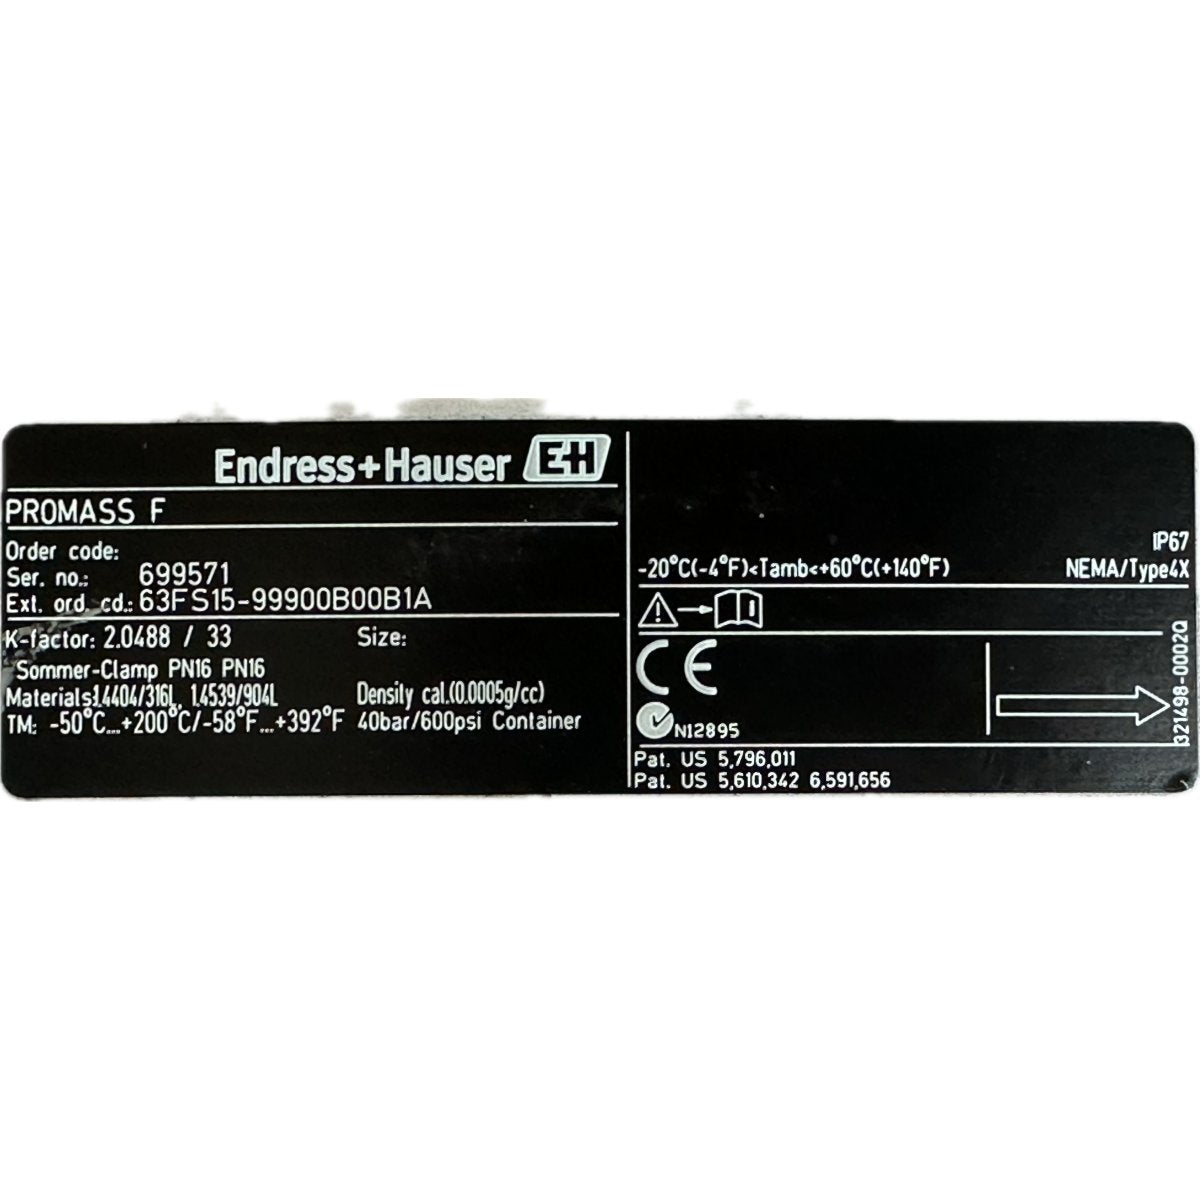 Endress+Hauser EH
PROMASS F
Order code:
Ser. no.: 699571
Ext. ord. cd.: 63FS15-99900B00B1A
K-factor: 2.0488 / 33 Size:
Sommer-Clamp PN16 PN16
Materials:1.4404/316L, 1.4539/904L Density cal.(0.0005g/cc)
TM: -50°C...+200°C/-58°F...+392°F 40bar/600psi Container
IP67
-20°C(-4°F)<Tamb<+60°C(+140°F) NEMA/Type4X
CE
N12895
321498-0002Q
Pat. US 5,796,011
Pat. US 5,610,342 6,591,656